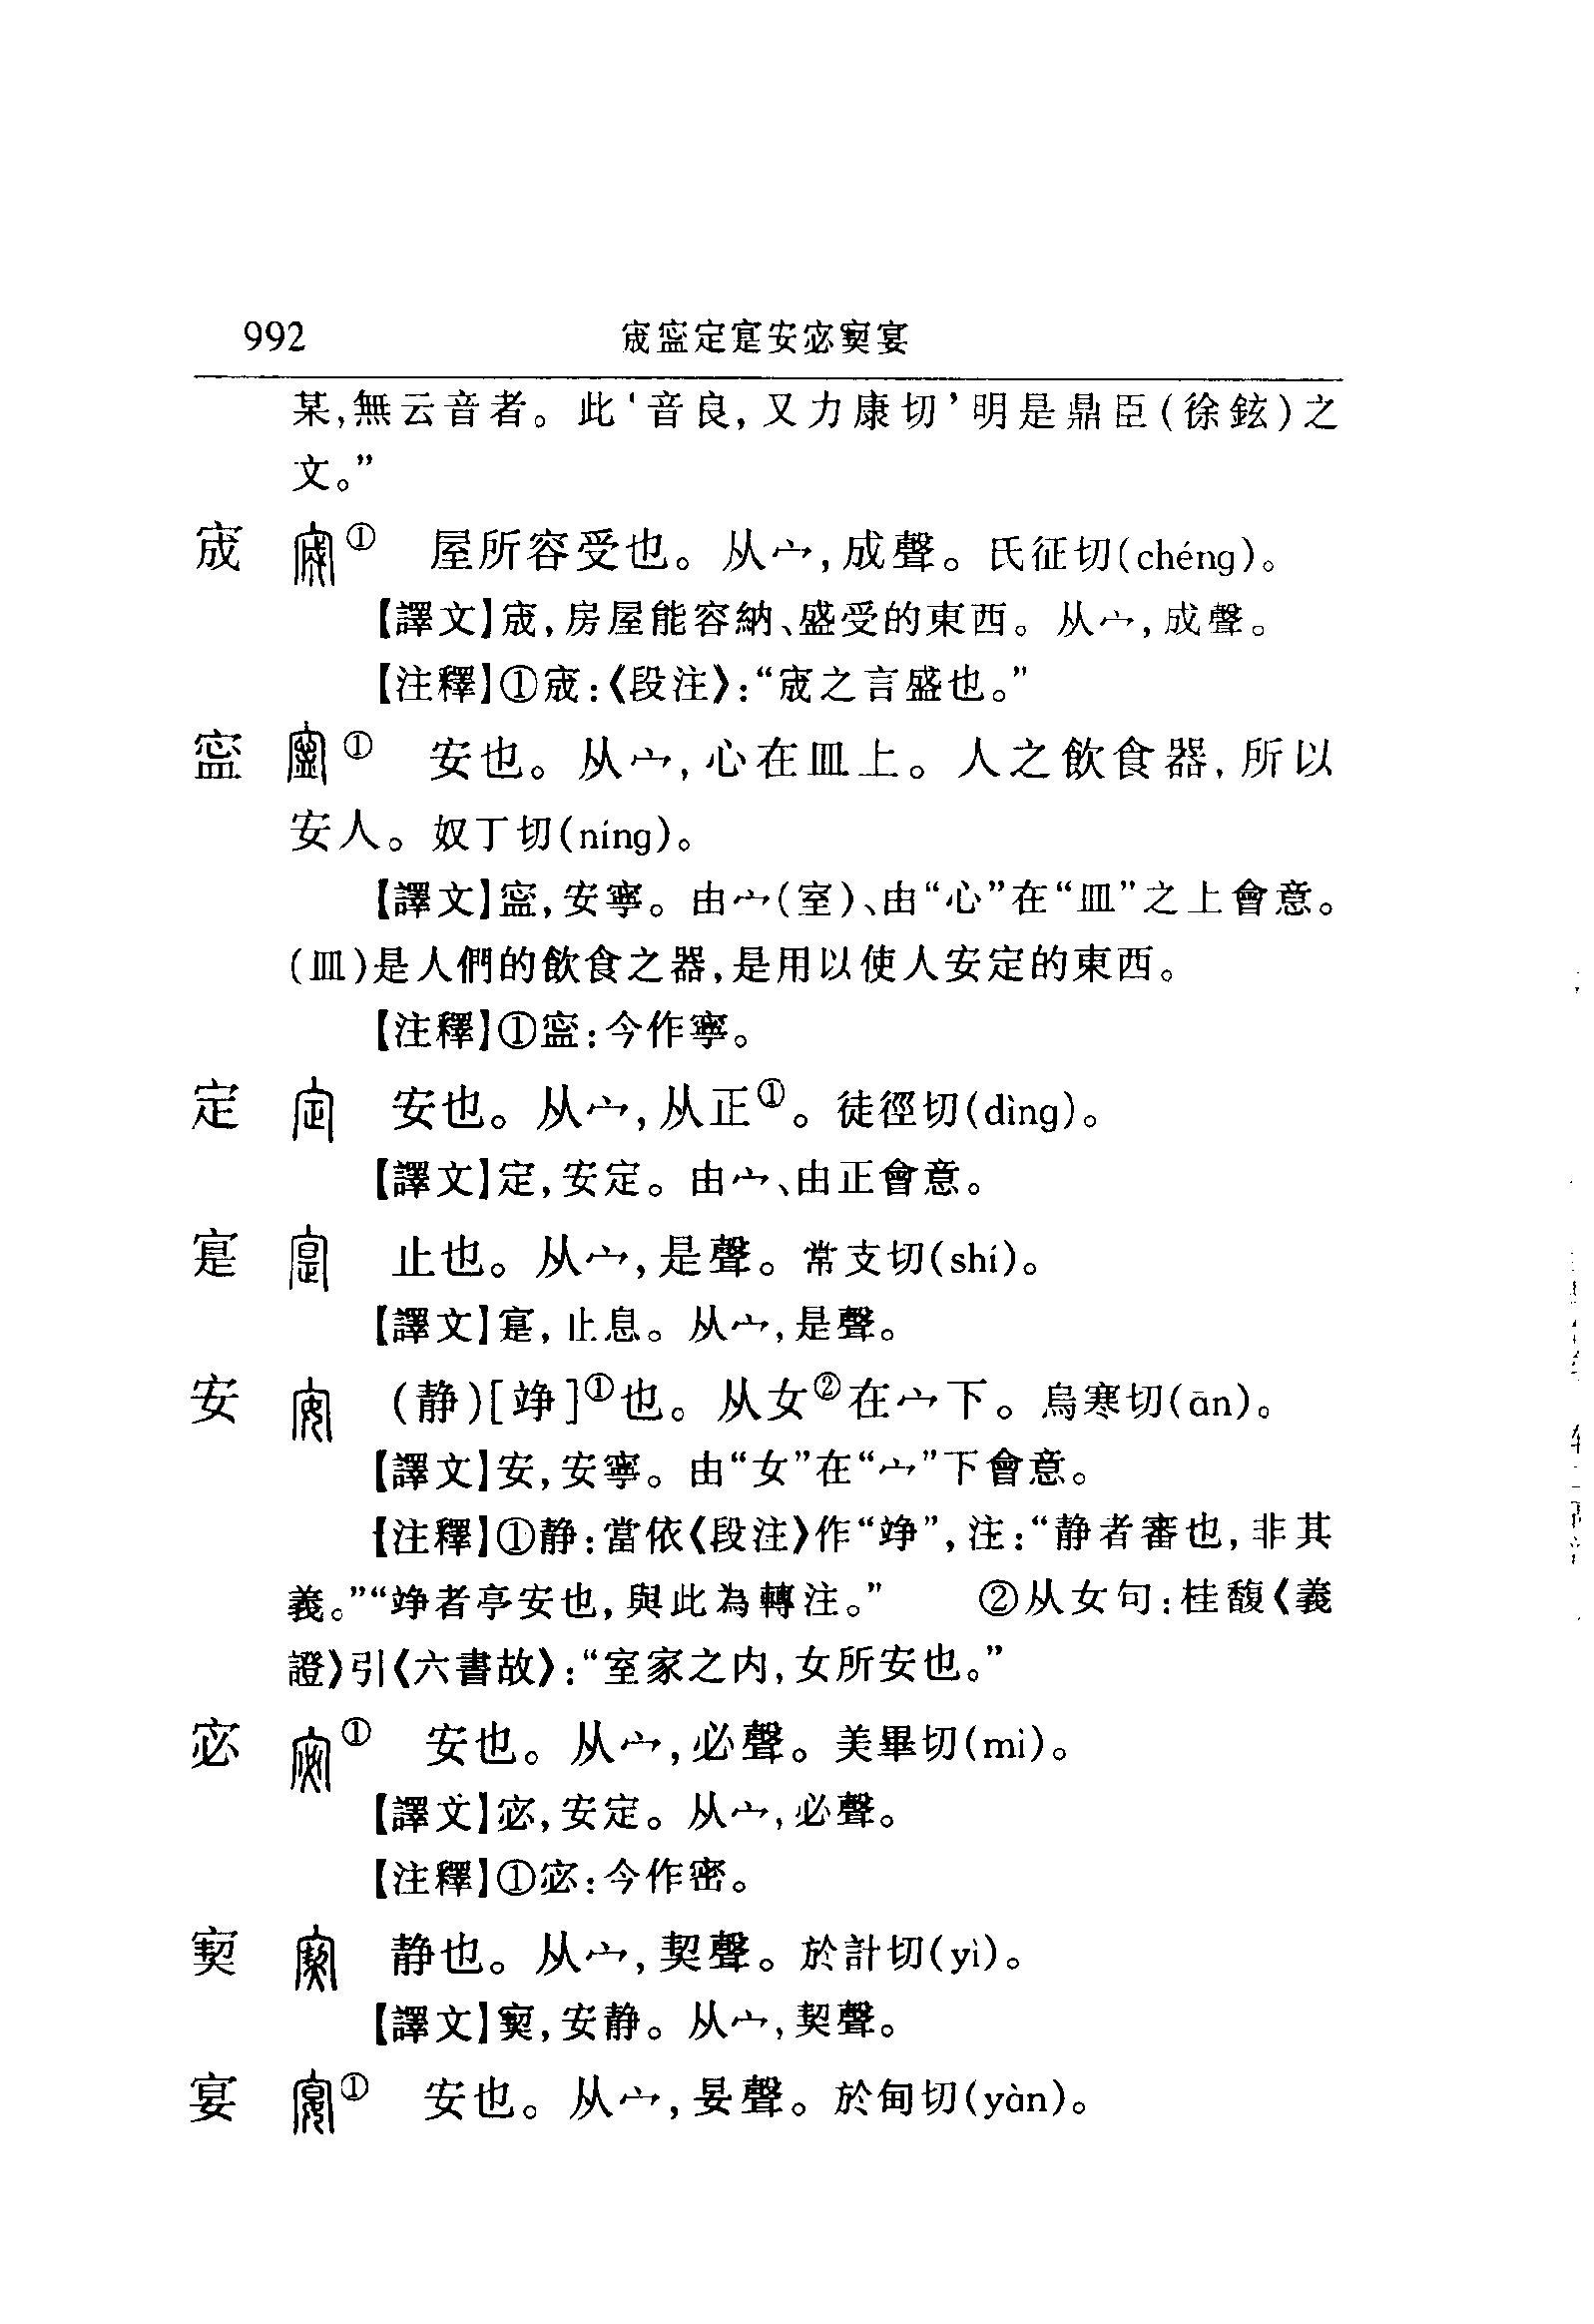 992 宬寍定寔安宓寏宴
某,無云音者。此‘音良,又力康切’明是鼎臣(徐鉉)之
文。”
宬 ① 屋所容受也。从宀,成聲。氏征切(chéng)。
【譯文】宬,房屋能容納、盛受的東西。从宀,成聲。
【注釋】①宬:《段注》:“宬之言盛也。”
寍 ① 安也。从宀,心在皿上。人之飲食器,所以
安人。奴丁切(níng)。
【譯文】寍,安寧。由宀(室)、由“心”在“皿”之上會意。
(皿)是人們的飲食之器,是用以使人安定的東西。
【注釋】①寍:今作寧。
定 安也。从宀,从正①。徒徑切(dìng)。
【譯文】定,安定。由宀、由正會意。
寔 止也。从宀,是聲。常支切(shí)。
【譯文】寔,止息。从宀,是聲。
安 (静)[竫]①也。从女②在宀下。烏寒切(ān)。
【譯文】安,安寧。由“女”在“宀”下會意。
【注釋】①静:當依《段注》作“竫”,注:“静者審也,非其
義。”“竫者亭安也,與此為轉注。” ②从女句:桂馥《義
證》引《六書故》:“室家之内,女所安也。”
宓 ① 安也。从宀,必聲。美畢切(mì)。
【譯文】宓,安定。从宀,必聲。
【注釋】①宓:今作密。
㝣 静也。从宀,契聲。於計切(yì)。
【譯文】㝣,安静。从宀,契聲。
宴 ① 安也。从宀,妟聲。於甸切(yàn)。